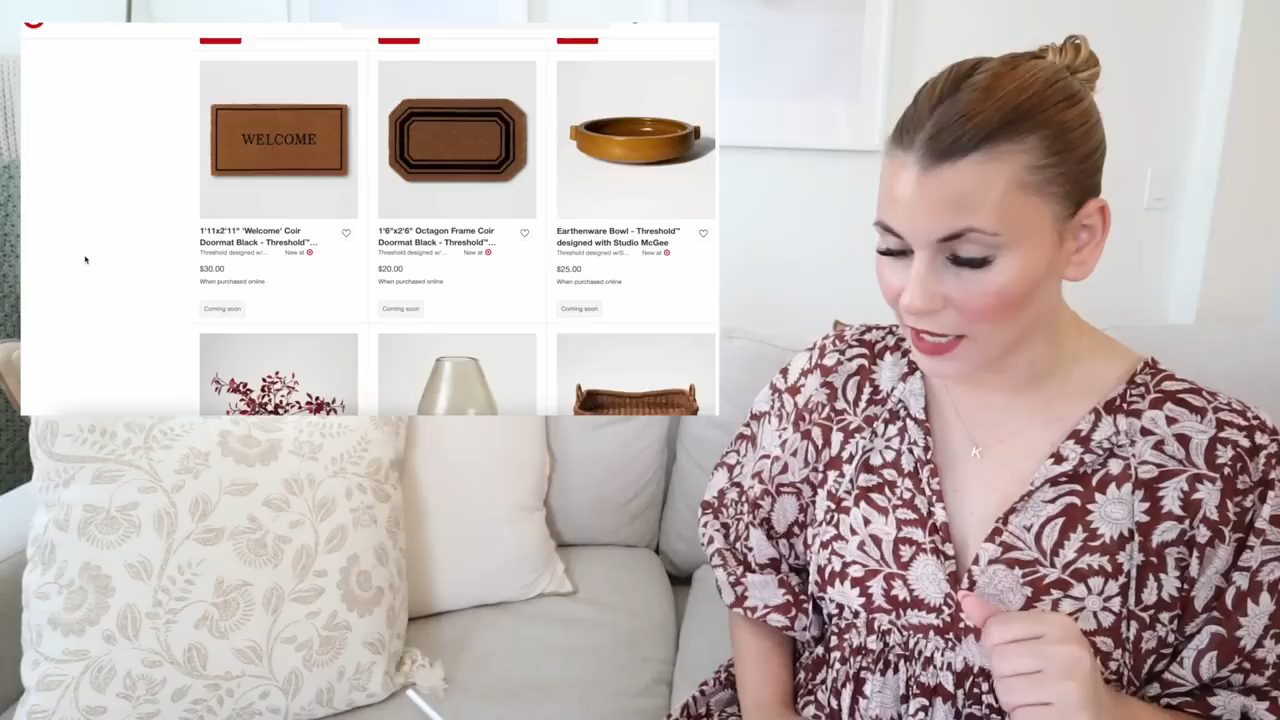 WELCOME
1'11x2'11" 'Welcome' Coir
Doormat Black - Threshold™...
Threshold designed w/...
New at
$30.00
When purchased online
Coming soon
1'6"x2'6" Octagon Frame Coir
Doormat Black - Threshold™...
Threshold designed w/...
New at
$20.00
When purchased online
Coming soon
Earthenware Bowl - Threshold™
designed with Studio McGee
Threshold designed w/S...
New at
$25.00
When purchased online
Coming soon
K